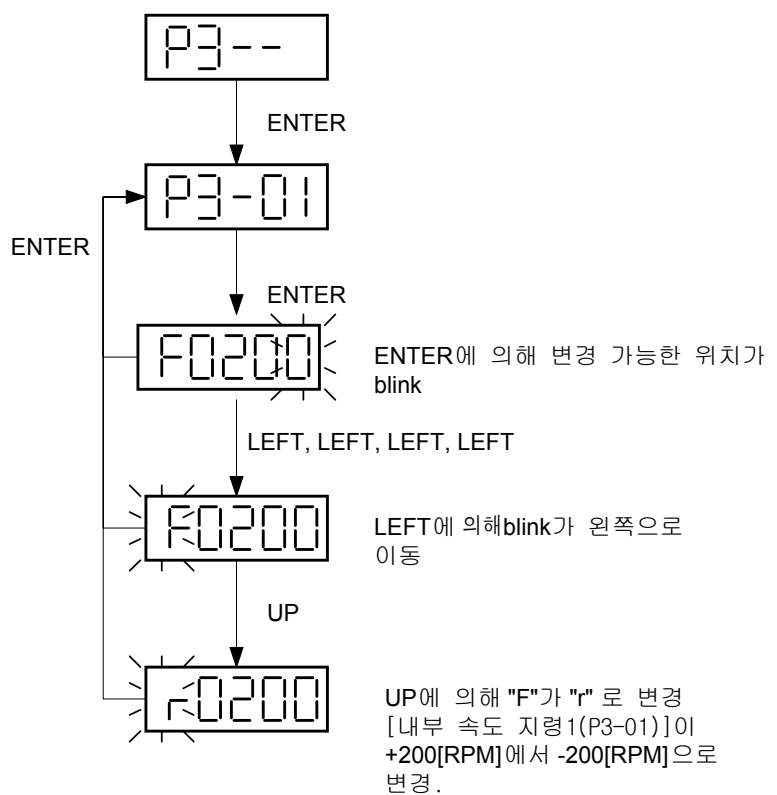 P3--
ENTER
P3-01
ENTER
ENTER
F0200
ENTER에 의해 변경 가능한 위치가
blink
LEFT, LEFT, LEFT, LEFT
F0200
LEFT에 의해blink가 왼쪽으로
이동
UP
r0200
UP에 의해 "F"가 "r" 로 변경
[내부 속도 지령1(P3-01)]이
+200[RPM]에서 -200[RPM]으로
변경.